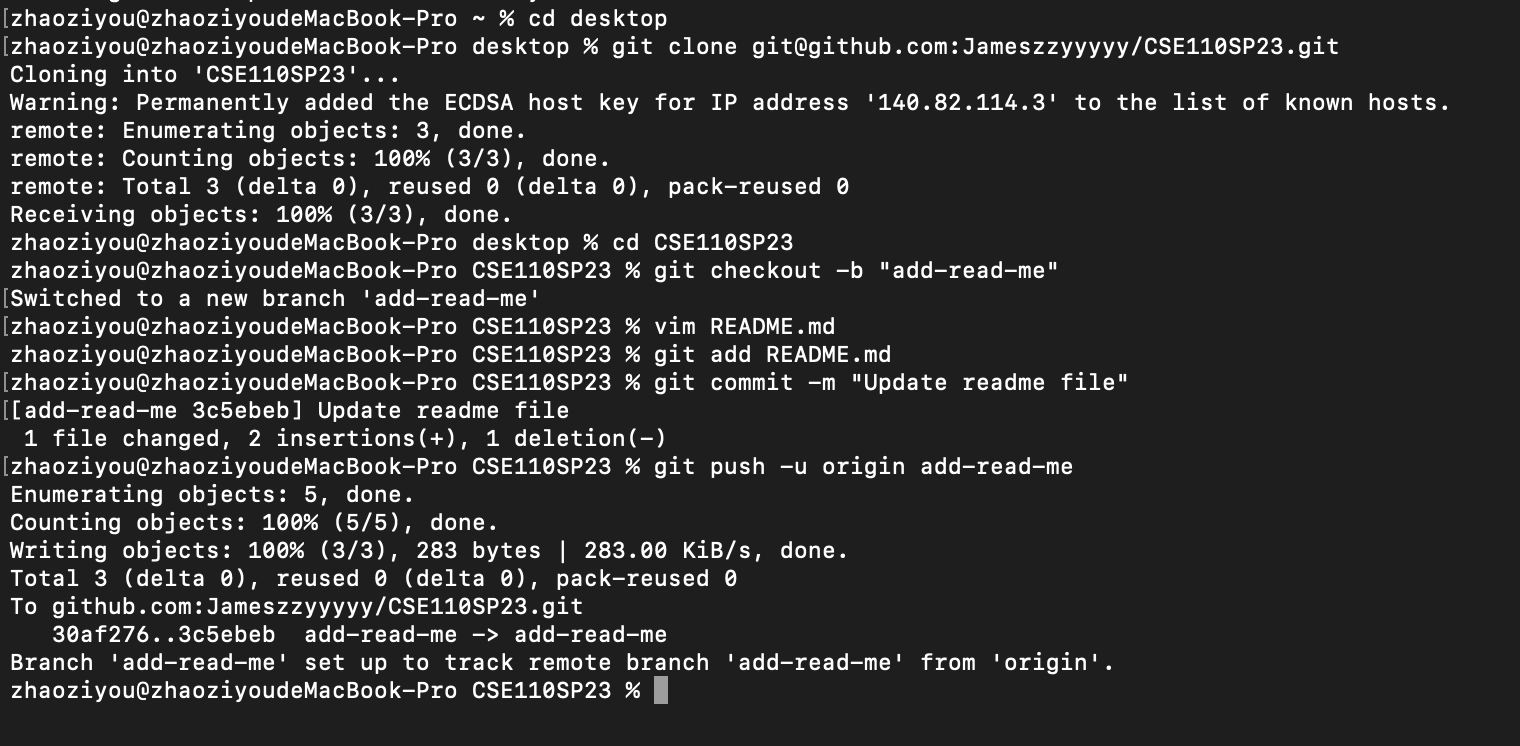 [zhaoziyou@zhaoziyoudeMacBook-Pro ~ % cd desktop
[zhaoziyou@zhaoziyoudeMacBook-Pro desktop % git clone git@github.com:Jameszzyyyyy/CSE110SP23.git
Cloning into 'CSE110SP23'...
Warning: Permanently added the ECDSA host key for IP address '140.82.114.3' to the list of known hosts.
remote: Enumerating objects: 3, done.
remote: Counting objects: 100% (3/3), done.
remote: Total 3 (delta 0), reused 0 (delta 0), pack-reused 0
Receiving objects: 100% (3/3), done.
zhaoziyou@zhaoziyoudeMacBook-Pro desktop % cd CSE110SP23
zhaoziyou@zhaoziyoudeMacBook-Pro CSE110SP23 % git checkout -b "add-read-me"
[Switched to a new branch 'add-read-me'
[zhaoziyou@zhaoziyoudeMacBook-Pro CSE110SP23 % vim README.md
zhaoziyou@zhaoziyoudeMacBook-Pro CSE110SP23 % git add README.md
[zhaoziyou@zhaoziyoudeMacBook-Pro CSE110SP23 % git commit -m "Update readme file"
[[add-read-me 3c5ebeb] Update readme file
 1 file changed, 2 insertions(+), 1 deletion(-)
[zhaoziyou@zhaoziyoudeMacBook-Pro CSE110SP23 % git push -u origin add-read-me
Enumerating objects: 5, done.
Counting objects: 100% (5/5), done.
Writing objects: 100% (3/3), 283 bytes | 283.00 KiB/s, done.
Total 3 (delta 0), reused 0 (delta 0), pack-reused 0
To github.com:Jameszzyyyyy/CSE110SP23.git
   30af276..3c5ebeb  add-read-me -> add-read-me
Branch 'add-read-me' set up to track remote branch 'add-read-me' from 'origin'.
zhaoziyou@zhaoziyoudeMacBook-Pro CSE110SP23 %